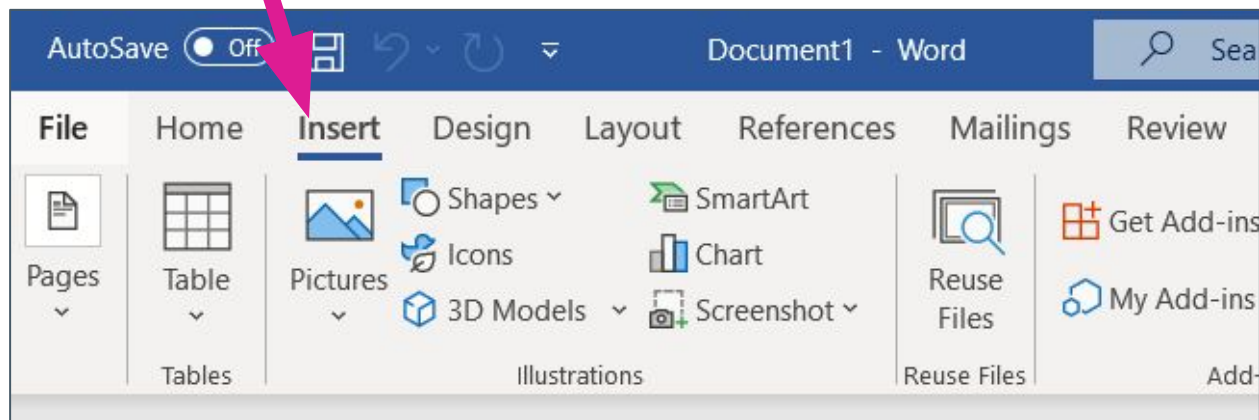 AutoSave Off Document1 - Word Sea
File Home Insert Design Layout References Mailings Review
Pages
Table
Pictures
Shapes
Icons
3D Models
SmartArt
Chart
Screenshot
Reuse
Files
Get Add-ins
My Add-ins
Tables Illustrations Reuse Files Add-